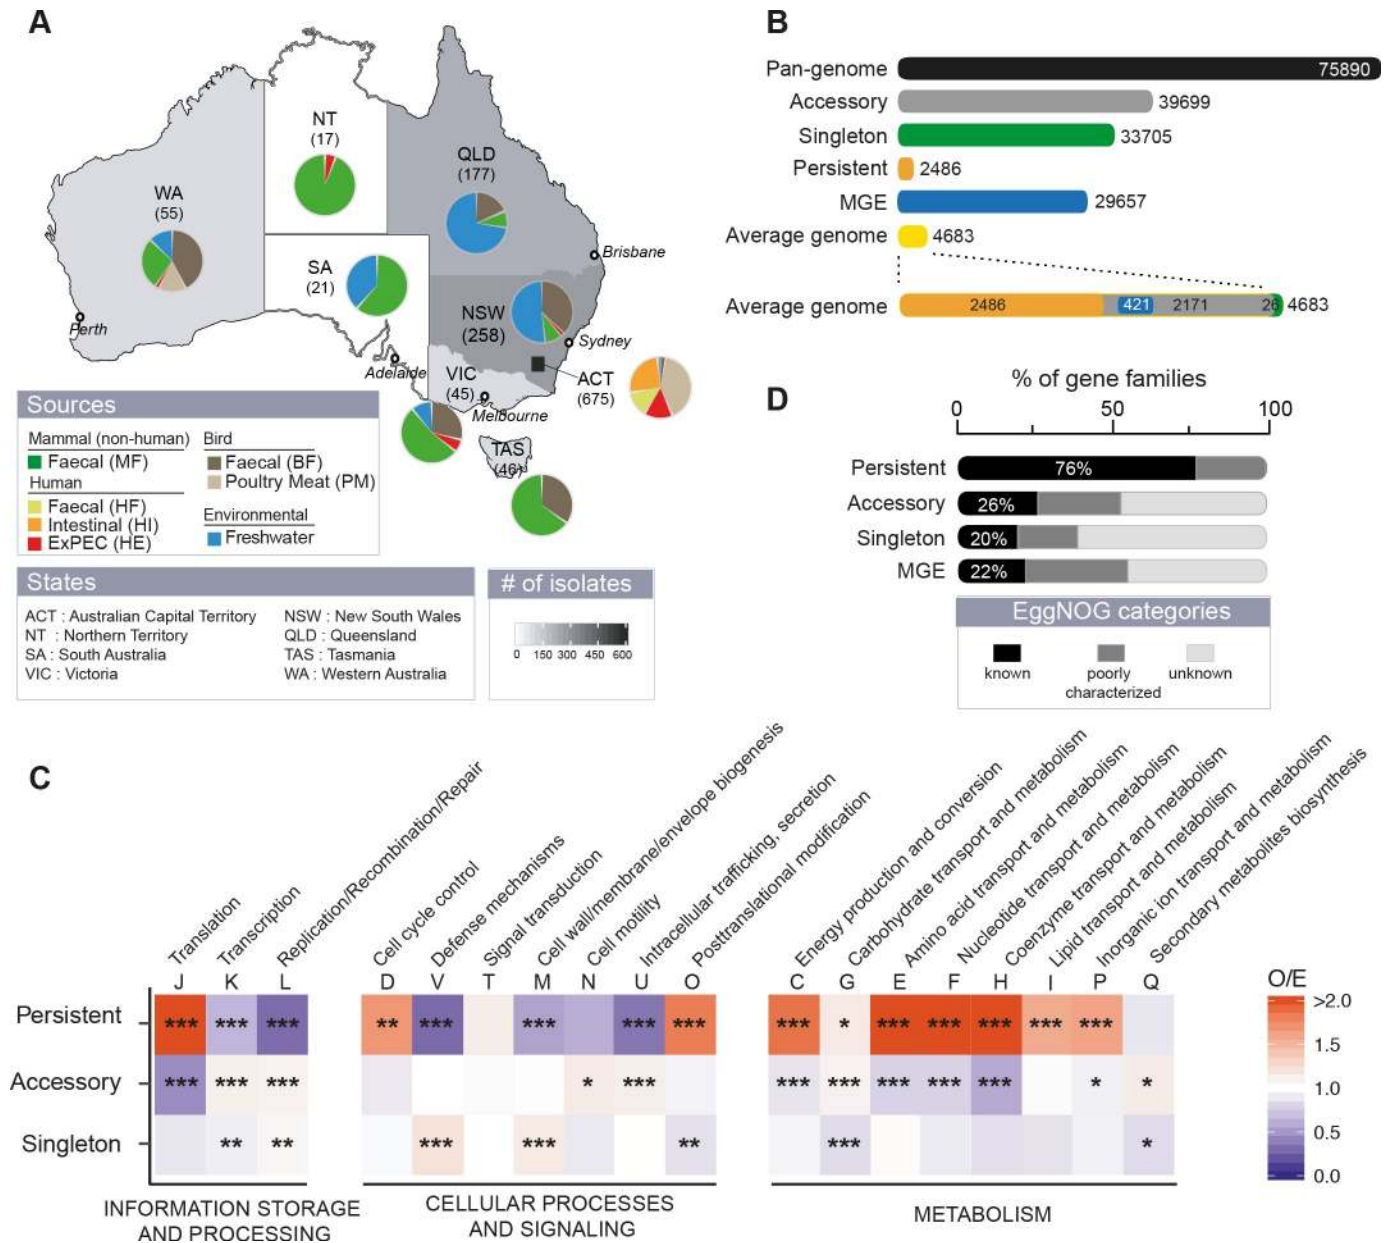 A
NT
(17)
QLD
(177)
WA
(55)
SA
(21)
NSW
(258)
Brisbane
Sydney
Perth
Adelaide
VIC
(45)
Melbourne
ACT
(675)
TAS
(46)
Sources
Mammal (non-human)
Faecal (MF)
Human
Faecal (HF)
Intestinal (HI)
ExPEC (HE)
Bird
Faecal (BF)
Poultry Meat (PM)
Environmental
Freshwater
States
ACT : Australian Capital Territory
NT : Northern Territory
SA : South Australia
VIC : Victoria
NSW : New South Wales
QLD : Queensland
TAS : Tasmania
WA : Western Australia
# of isolates
0 150 300 450 600
B
Pan-genome 75890
Accessory 39699
Singleton 33705
Persistent 2486
MGE 29657
Average genome 4683
Average genome 2486 421 2171 26 4683
D
% of gene families
0 50 100
Persistent 76%
Accessory 26%
Singleton 20%
MGE 22%
EggNOG categories
known
poorly
characterized
unknown
C
Translation
Transcription
Replication/Recombination/Repair
Cell cycle control
Defense mechanisms
Signal transduction
Cell wall/membrane/envelope biogenesis
Cell motility
Intracellular trafficking, secretion
Posttranslational modification
Energy production and conversion
Carbohydrate transport and metabolism
Amino acid transport and metabolism
Nucleotide transport and metabolism
Coenzyme transport and metabolism
Lipid transport and metabolism
Inorganic ion transport and metabolism
Secondary metabolites biosynthesis
J K L D V T M N U O C G E F H I P Q
Persistent *** *** *** ** *** *** *** *** *** * *** *** *** *** ***
Accessory *** *** *** * *** *** *** *** *** *** * *
Singleton ** ** *** *** ** *** *
INFORMATION STORAGE
AND PROCESSING
CELLULAR PROCESSES
AND SIGNALING
METABOLISM
O/E
>2.0
1.5
1.0
0.5
0.0